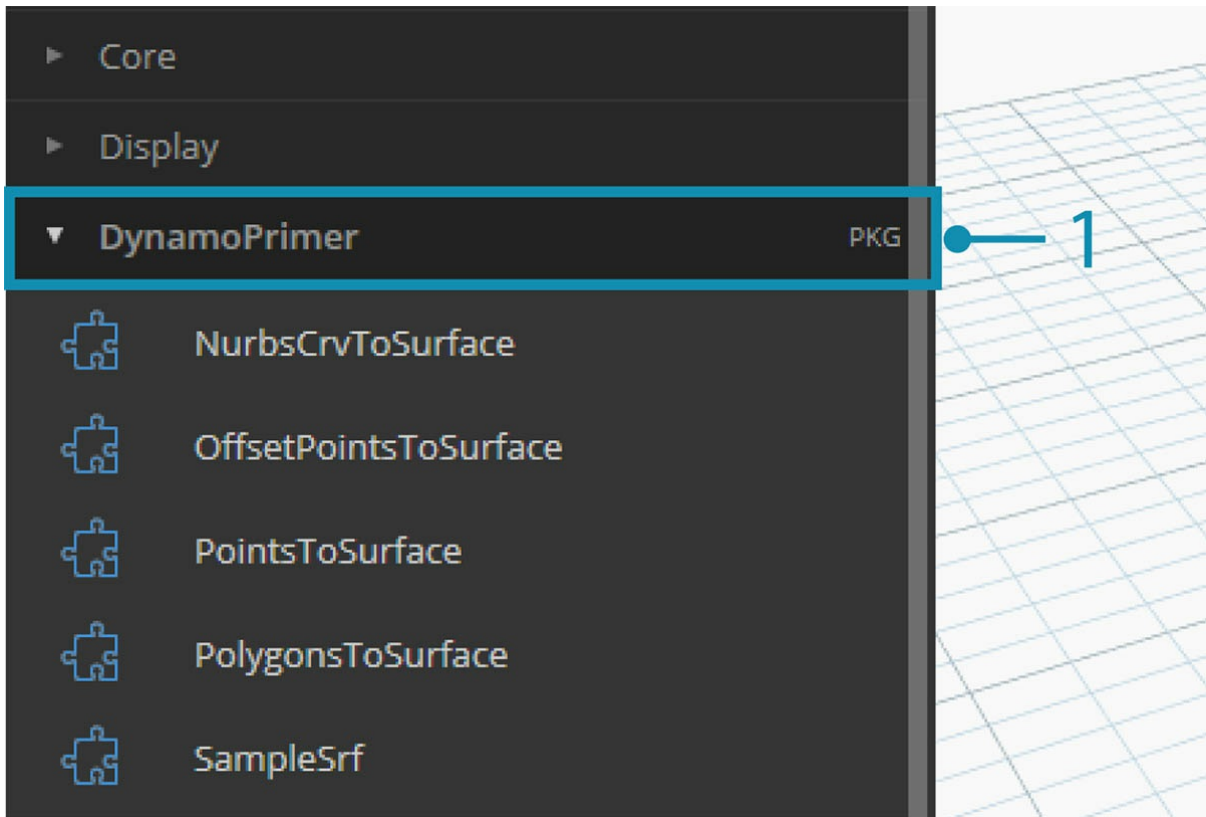 Core
Display
DynamoPrimer PKG 1
NurbsCrvToSurface
OffsetPointsToSurface
PointsToSurface
PolygonsToSurface
SampleSrf